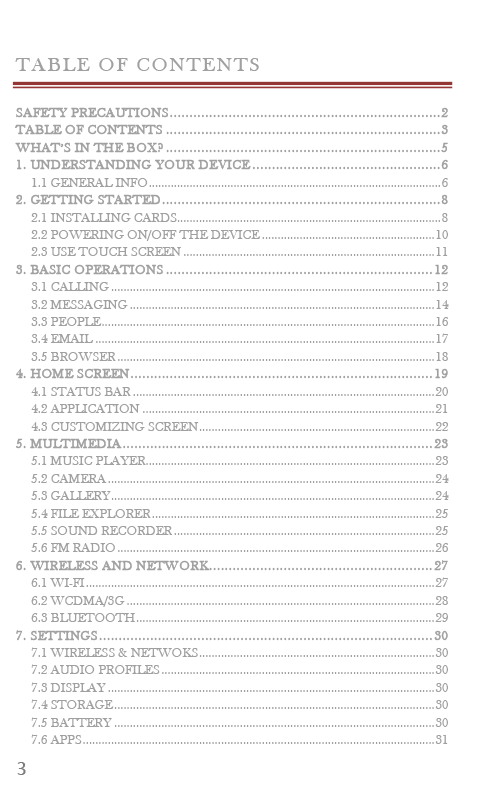 TABLE OF CONTENTS
SAFETY PRECAUTIONS....................2
TABLE OF CONTENTS ....................3
WHAT'S IN THE BOX? ....................5
1. UNDERSTANDING YOUR DEVICE....................6
1.1 GENERAL INFO....................6
2. GETTING STARTED....................8
2.1 INSTALLING CARDS....................8
2.2 POWERING ON/OFF THE DEVICE....................10
2.3 USE TOUCH SCREEN....................11
3. BASIC OPERATIONS ....................12
3.1 CALLING....................12
3.2 MESSAGING....................14
3.3 PEOPLE....................16
3.4 EMAIL....................17
3.5 BROWSER....................18
4. HOME SCREEN....................19
4.1 STATUS BAR....................20
4.2 APPLICATION....................21
4.3 CUSTOMIZING SCREEN....................22
5. MULTIMEDIA....................23
5.1 MUSIC PLAYER....................23
5.2 CAMERA....................24
5.3 GALLERY....................24
5.4 FILE EXPLORER....................25
5.5 SOUND RECORDER....................25
5.6 FM RADIO....................26
6. WIRELESS AND NETWORK....................27
6.1 WI-FI....................27
6.2 WCDMA/3G....................28
6.3 BLUETOOTH....................29
7. SETTINGS....................30
7.1 WIRELESS & NETWOKS....................30
7.2 AUDIO PROFILES....................30
7.3 DISPLAY....................30
7.4 STORAGE....................30
7.5 BATTERY....................30
7.6 APPS....................31
3